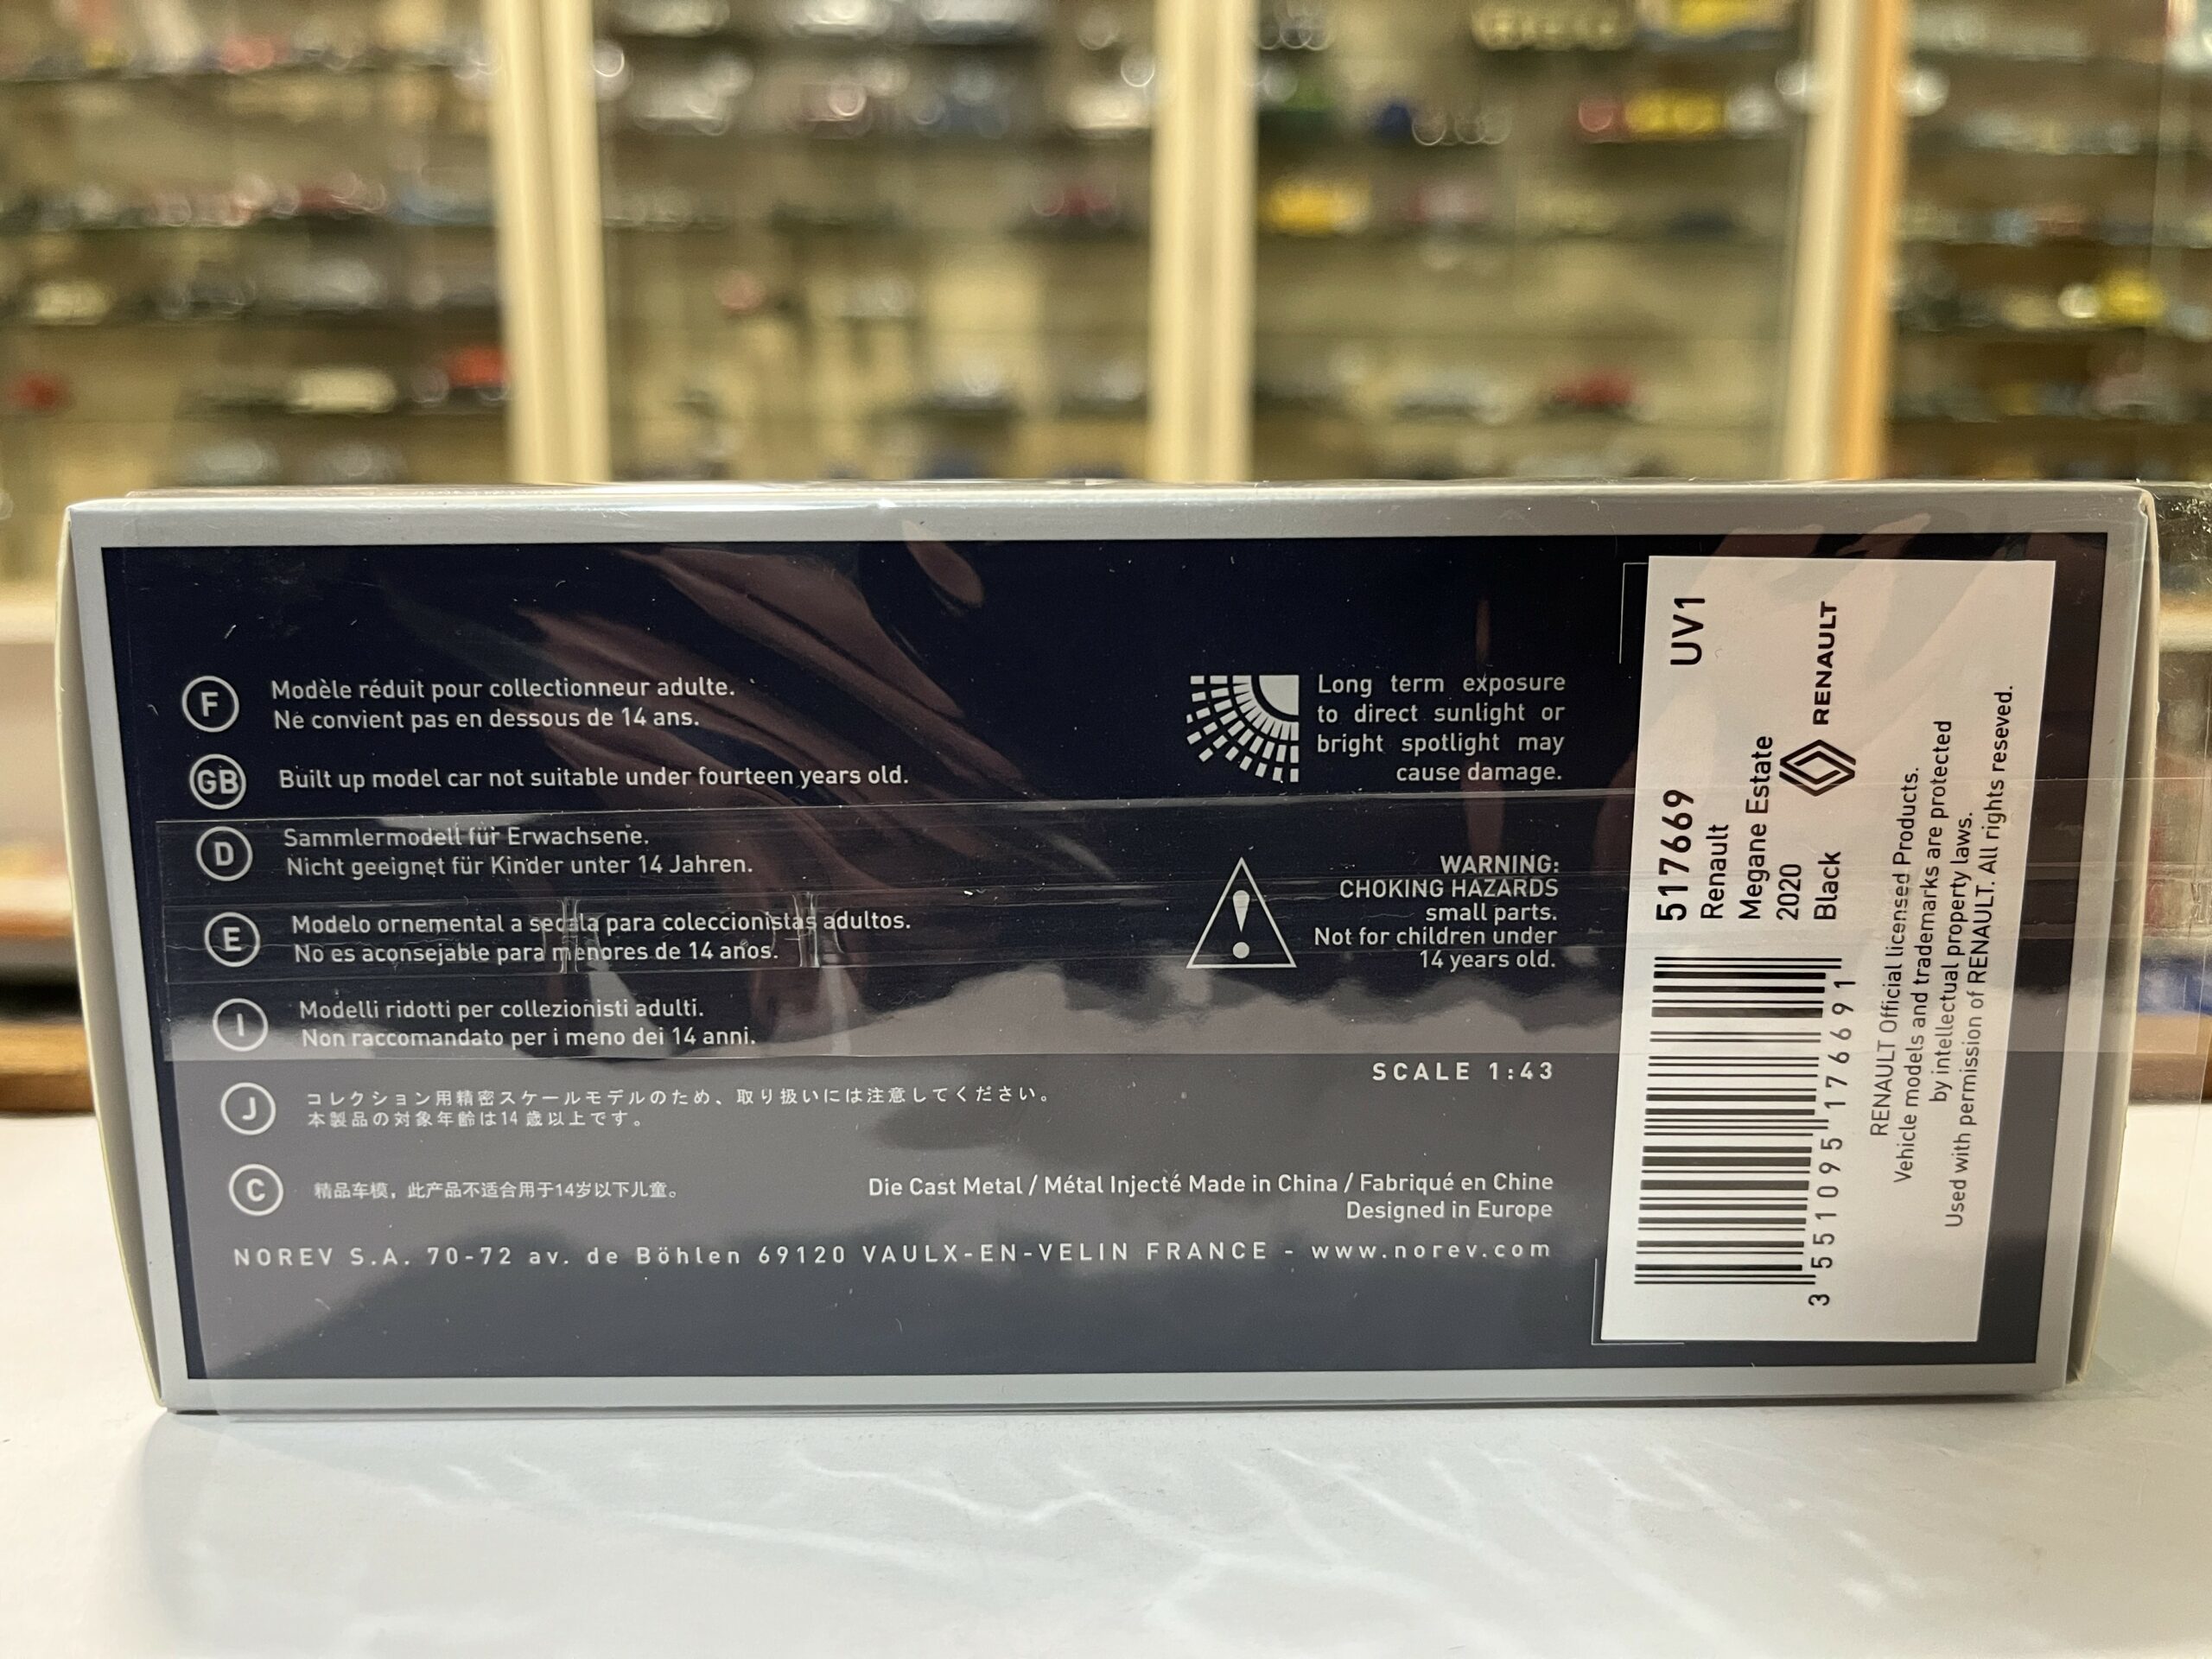 F
Modèle réduit pour collectionneur adulte.
Ne convient pas en dessous de 14 ans.
GB
Built up model car not suitable under fourteen years old.
D
Sammlermodell für Erwachsene.
Nicht geeignet für Kinder unter 14 Jahren.
E
Modelo ornemental a sedala para coleccionistas adultos.
No es aconsejable para menores de 14 anos.
I
Modelli ridotti per collezionisti adulti.
Non raccomandato per i meno dei 14 anni.
J
コレクション用精密スケールモデルのため、取り扱いには注意してください。
本製品の対象年齢は14歳以上です。
C
精品车模，此产品不适合用于14岁以下儿童。
Long term exposure
to direct sunlight or
bright spotlight may
cause damage.
WARNING:
CHOKING HAZARDS
small parts.
Not for children under
14 years old.
SCALE 1:43
Die Cast Metal / Métal Injecté Made in China / Fabriqué en Chine
Designed in Europe
NOREV S.A. 70-72 av. de Böhlen 69120 VAULX-EN-VELIN FRANCE - www.norev.com
517669 UV1
Renault
Megane Estate
2020
Black
RENAULT
3 551095 176691
RENAULT Official licensed Products.
Vehicle models and trademarks are protected
by intellectual property laws.
Used with permission of RENAULT. All rights reseved.